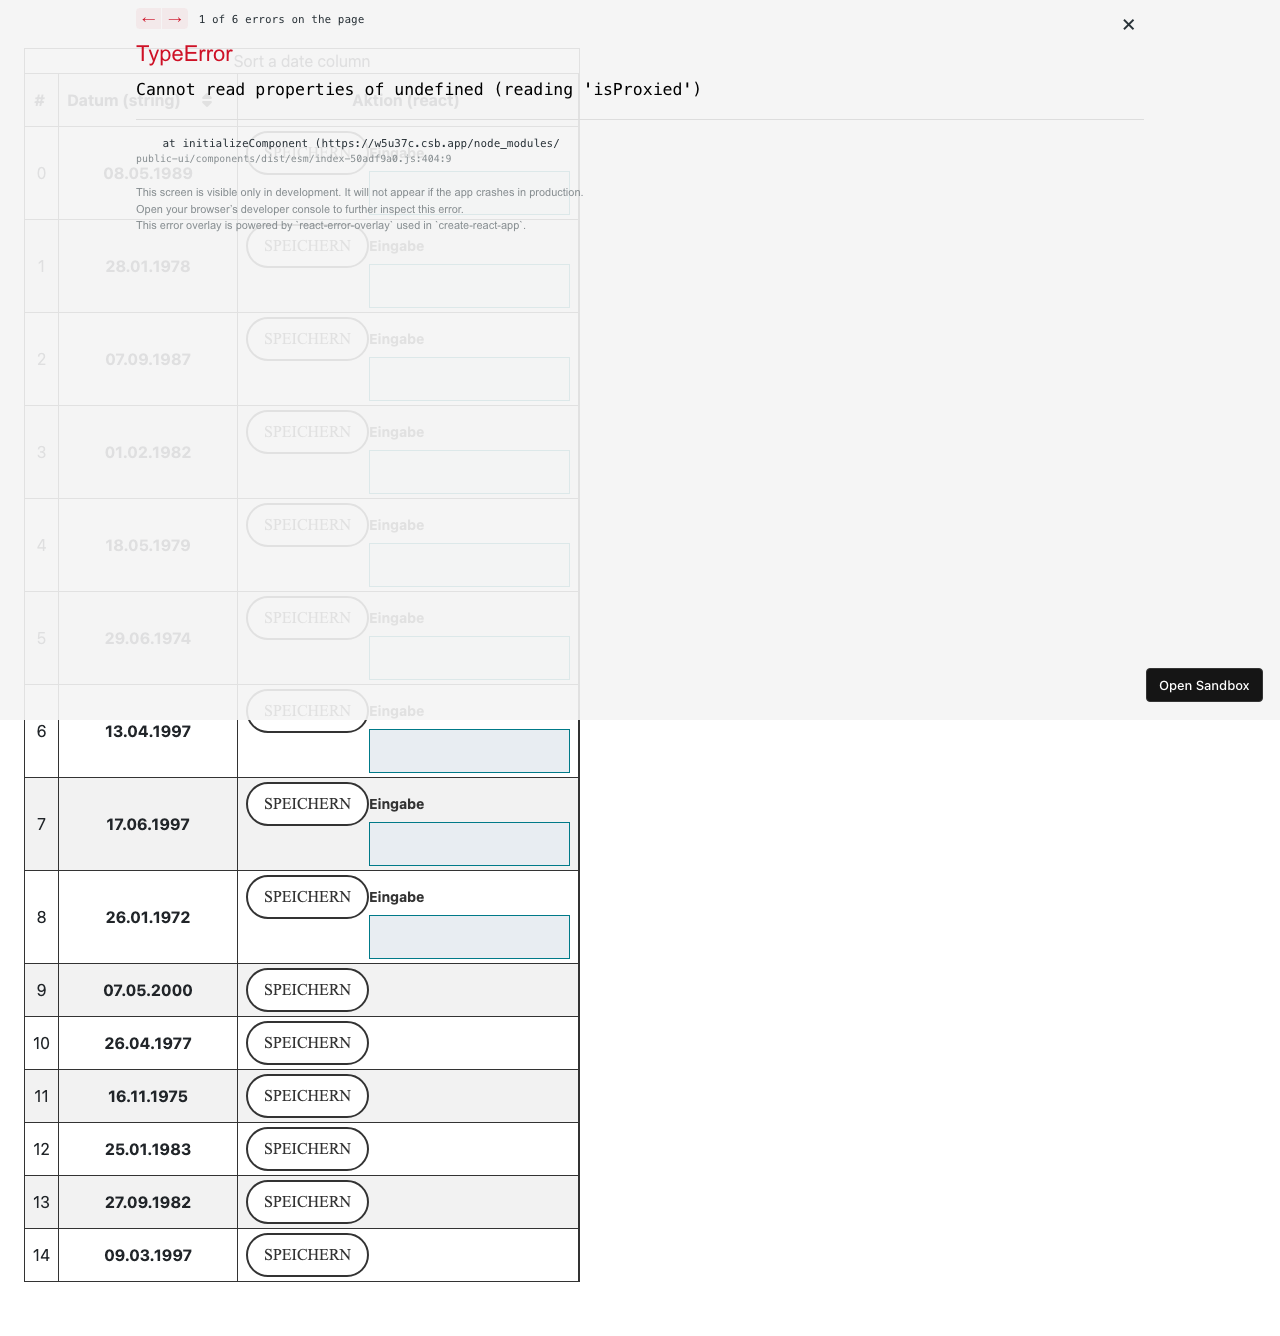 ← → 1 of 6 errors on the page
×
TypeError
Sort a date column
Cannot read properties of undefined (reading 'isProxied')
# Datum (string) Aktion (react)
at initializeComponent (https://w5u37c.csb.app/node_modules/
public-ui/components/dist/esm/index-50adf9a0.js:404:9
0 08.05.1989 SPEICHERN Eingabe
This screen is visible only in development. It will not appear if the app crashes in production.
Open your browser’s developer console to further inspect this error.
This error overlay is powered by `react-error-overlay` used in `create-react-app`.
1 28.01.1978 SPEICHERN Eingabe
2 07.09.1987 SPEICHERN Eingabe
3 01.02.1982 SPEICHERN Eingabe
4 18.05.1979 SPEICHERN Eingabe
5 29.06.1974 SPEICHERN Eingabe
Open Sandbox
6 13.04.1997 SPEICHERN Eingabe
7 17.06.1997 SPEICHERN Eingabe
8 26.01.1972 SPEICHERN Eingabe
9 07.05.2000 SPEICHERN
10 26.04.1977 SPEICHERN
11 16.11.1975 SPEICHERN
12 25.01.1983 SPEICHERN
13 27.09.1982 SPEICHERN
14 09.03.1997 SPEICHERN